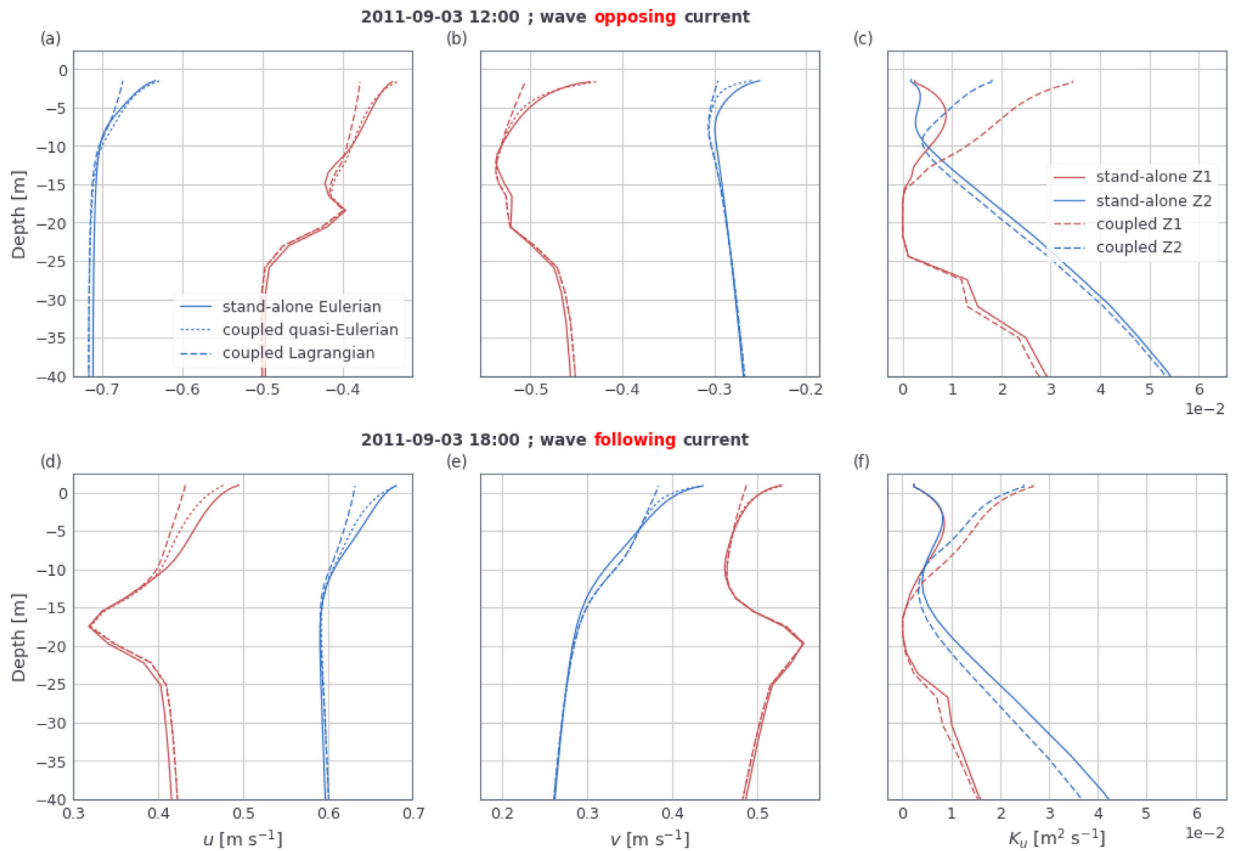 2011-09-03 12:00 ; wave opposing current
(a) (b) (c)
Depth [m]
0
−5
−10
−15
−20
−25
−30
−35
−40
stand-alone Eulerian
coupled quasi-Eulerian
coupled Lagrangian
stand-alone Z1
stand-alone Z2
coupled Z1
coupled Z2
−0.7 −0.6 −0.5 −0.4
−0.5 −0.4 −0.3 −0.2
0 1 2 3 4 5 6
1e−2
2011-09-03 18:00 ; wave following current
(d) (e) (f)
Depth [m]
0
−5
−10
−15
−20
−25
−30
−35
−40
0.3 0.4 0.5 0.6 0.7
0.2 0.3 0.4 0.5
0 1 2 3 4 5 6
1e−2
u [m s⁻¹]
v [m s⁻¹]
Kᵤ [m² s⁻¹]